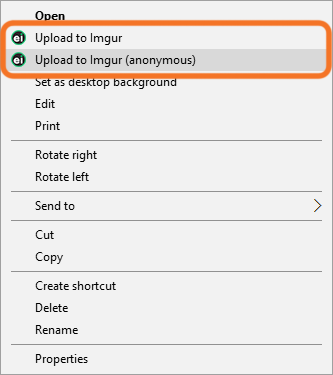 Open
Upload to Imgur
Upload to Imgur (anonymous)
Set as desktop background
Edit
Print
Rotate right
Rotate left
Send to
Cut
Copy
Create shortcut
Delete
Rename
Properties